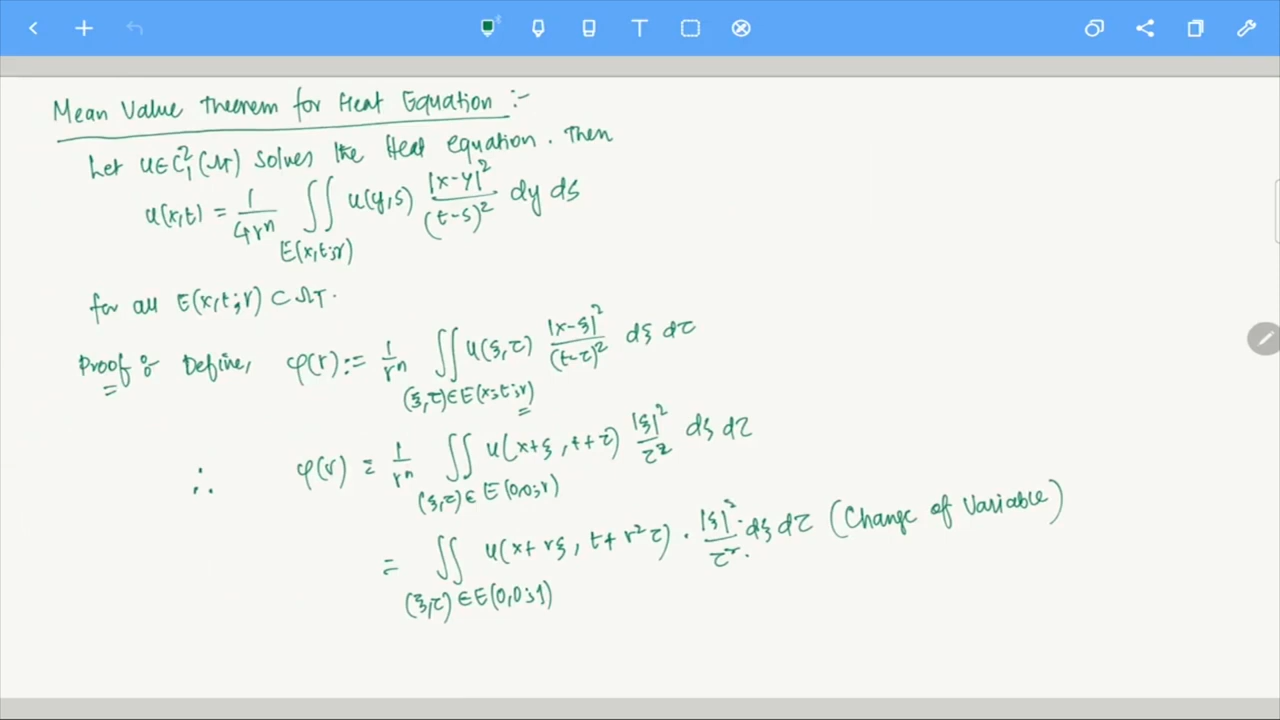 Mean Value Theorem for Heat Equation :-
Let u∈C²₁(Ω_T) solves the Heat equation. Then
u(x,t) = 1/4rⁿ ∬_{E(x,t;r)} u(y,s) |x-y|²/(t-s)² dy ds
for all E(x,t;r) ⊂ Ω_T.
Proof :- Define, φ(r) := 1/rⁿ ∬_{(ξ,τ)∈E(x,t;r)} u(ξ,τ) |x-ξ|²/(t-τ)² dξ dτ
∴ φ(r) = 1/rⁿ ∬_{(ξ,τ)∈E(0,0;r)} u(x+ξ, t+τ) |ξ|²/τ² dξ dτ
= ∬_{(ξ,τ)∈E(0,0;1)} u(x+rξ, t+r²τ) · |ξ|²/τ² · dξ dτ (Change of Variable)
T